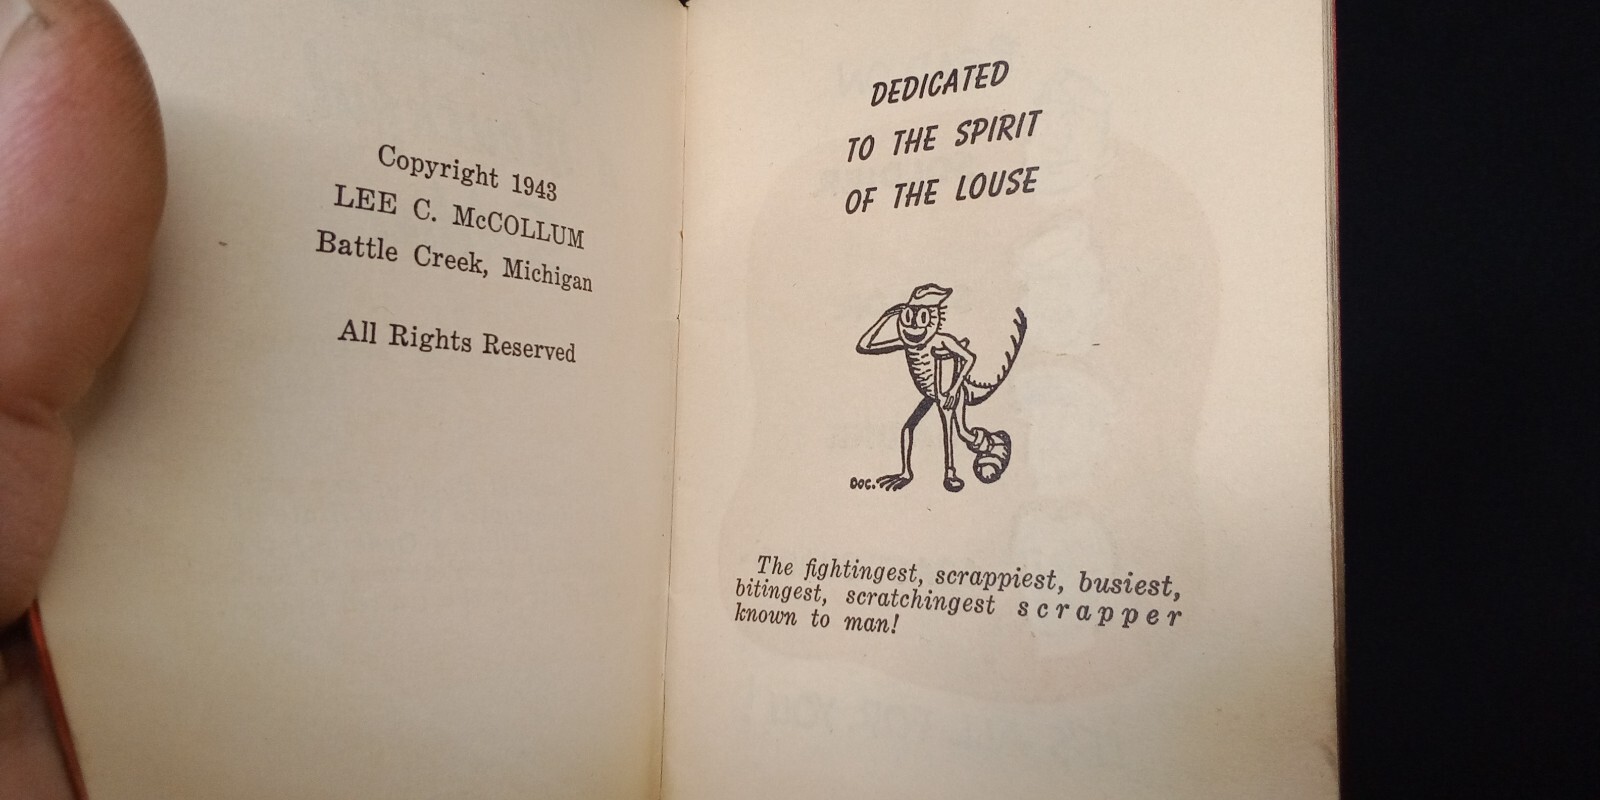 Copyright 1943
LEE C. McCOLLUM
Battle Creek, Michigan
All Rights Reserved
DEDICATED
TO THE SPIRIT
OF THE LOUSE
DOC.
The fightingest, scrappiest, busiest,
bitingest, scratchingest scrapper
known to man!